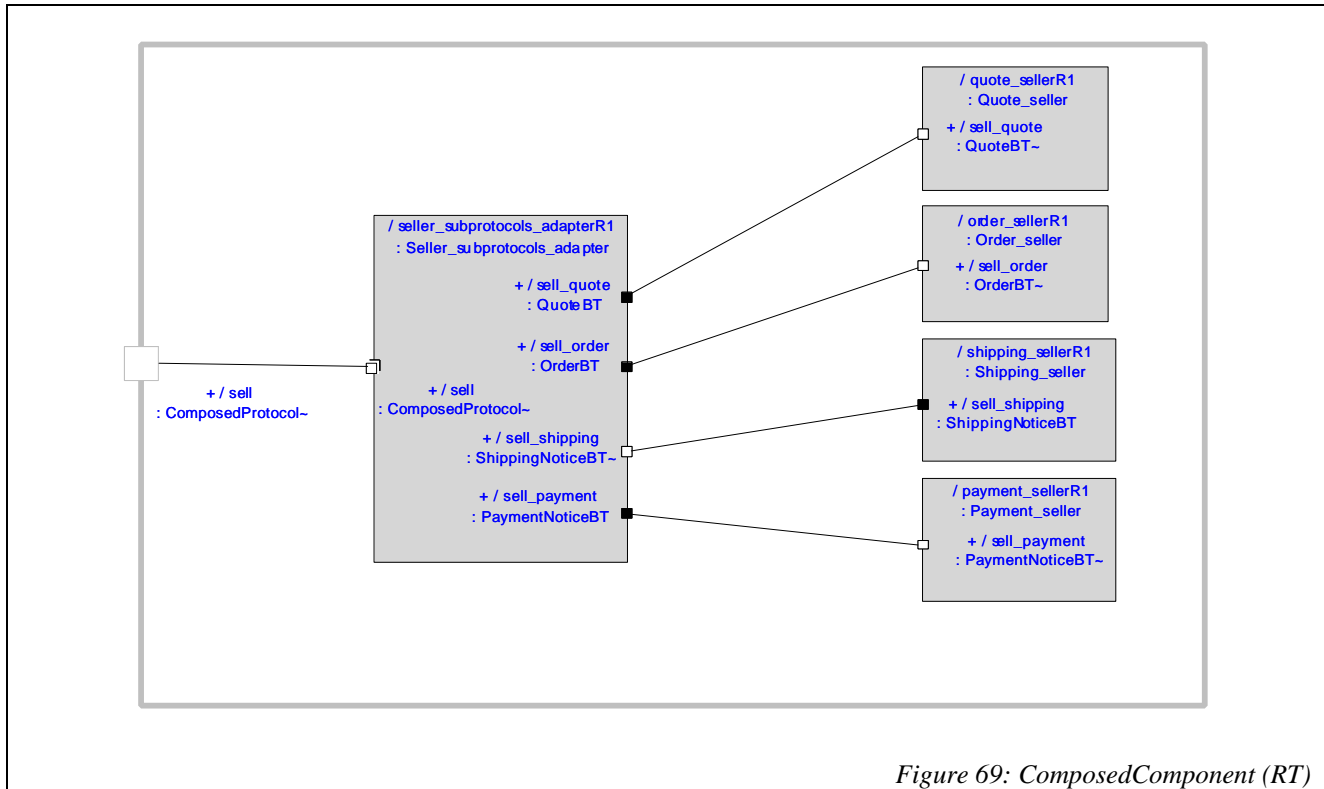 / quote_sellerR1
: Quote_seller
+ / sell_quote
: QuoteBT~
/ order_sellerR1
: Order_seller
+ / sell_order
: OrderBT~
/ seller_subprotocols_adapterR1
: Seller_subprotocols_adapter
+ / sell_quote
: QuoteBT
+ / sell_order
: OrderBT
+ / sell
: ComposedProtocol~
+ / sell
: ComposedProtocol~
+ / sell_shipping
: ShippingNoticeBT~
+ / sell_payment
: PaymentNoticeBT
/ shipping_sellerR1
: Shipping_seller
+ / sell_shipping
: ShippingNoticeBT
/ payment_sellerR1
: Payment_seller
+ / sell_payment
: PaymentNoticeBT~
Figure 69: ComposedComponent (RT)